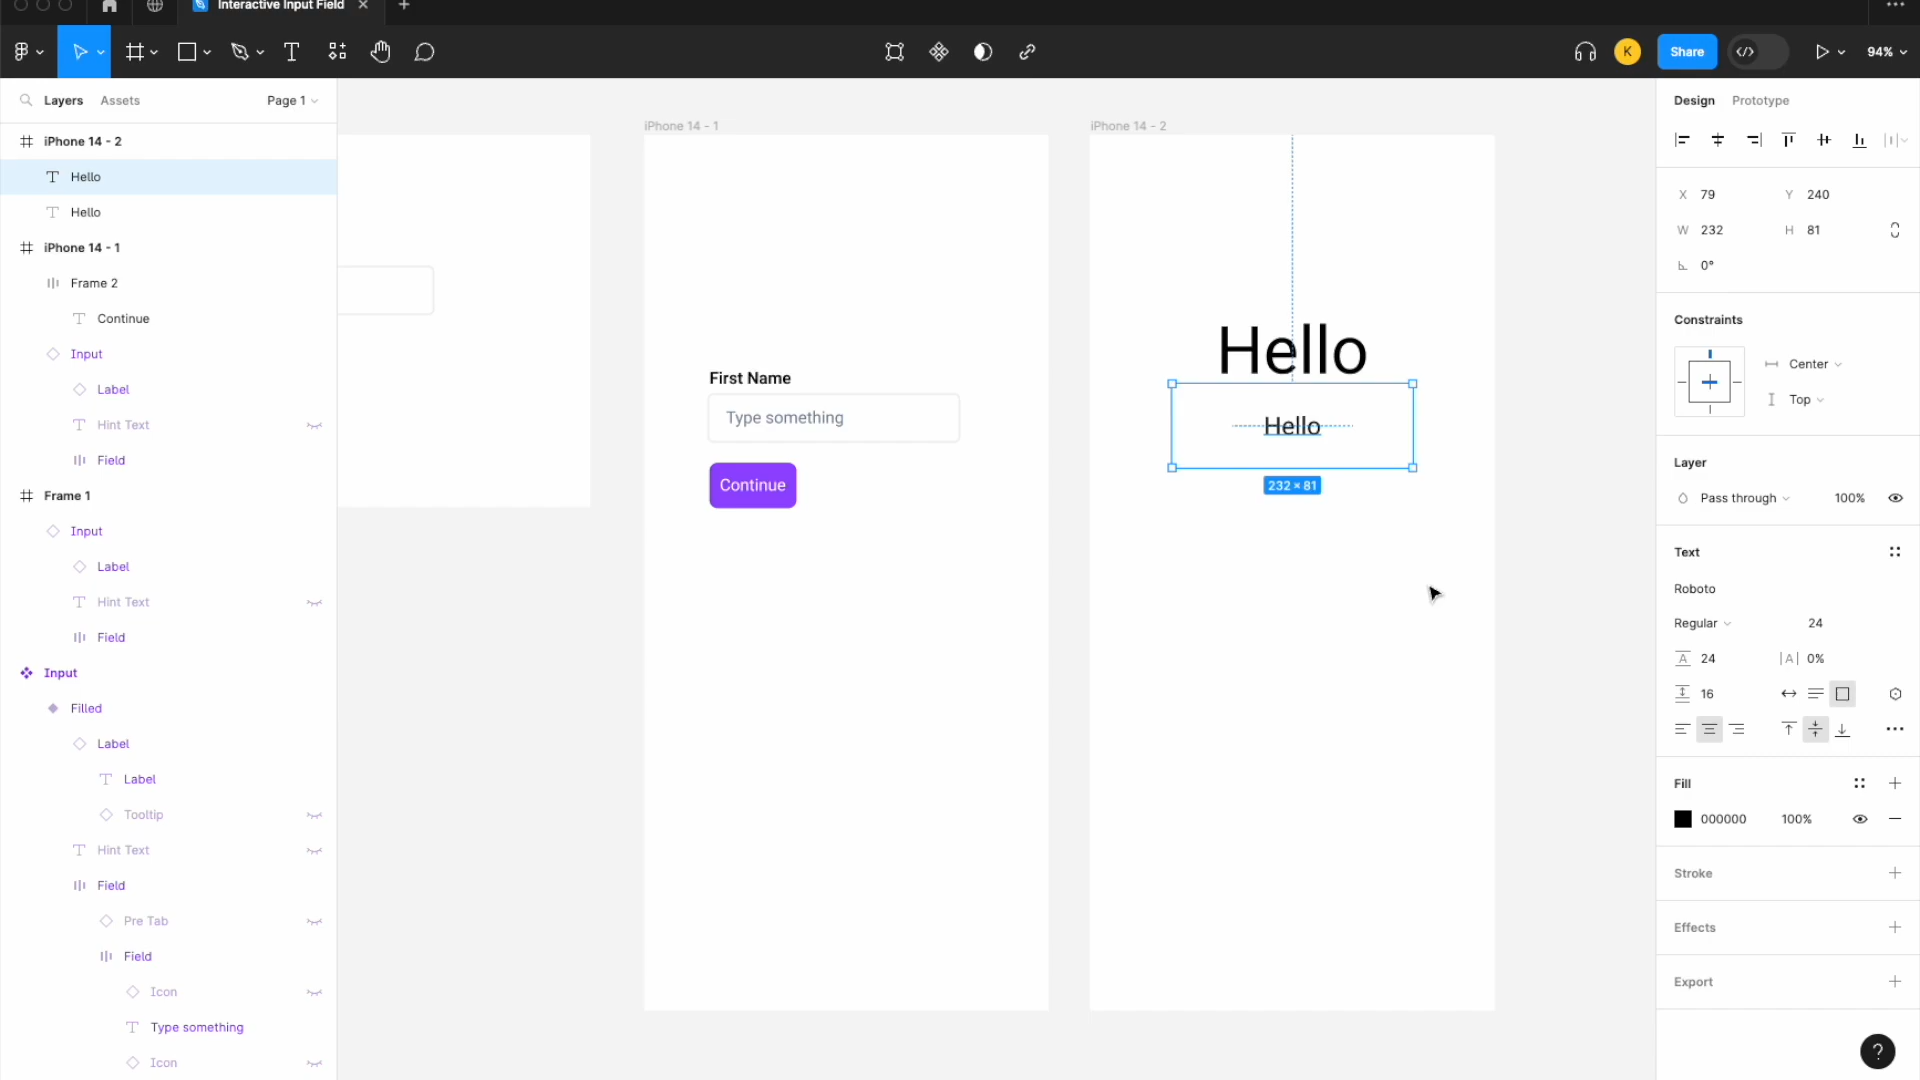 Interactive Input Field
K
Share
94%
Layers
Assets
Page 1
iPhone 14 - 2
Hello
Hello
iPhone 14 - 1
Frame 2
Continue
Input
Label
Hint Text
Field
Frame 1
Input
Label
Hint Text
Field
Input
Filled
Label
Label
Tooltip
Hint Text
Field
Pre Tab
Field
Icon
Type something
Icon
iPhone 14 - 1
First Name
Type something
Continue
iPhone 14 - 2
Hello
Hello
232 × 81
Design
Prototype
X 79
Y 240
W 232
H 81
0°
Constraints
Center
Top
Layer
Pass through
100%
Text
Roboto
Regular
24
A 24
|A| 0%
16
Fill
000000
100%
Stroke
Effects
Export
?